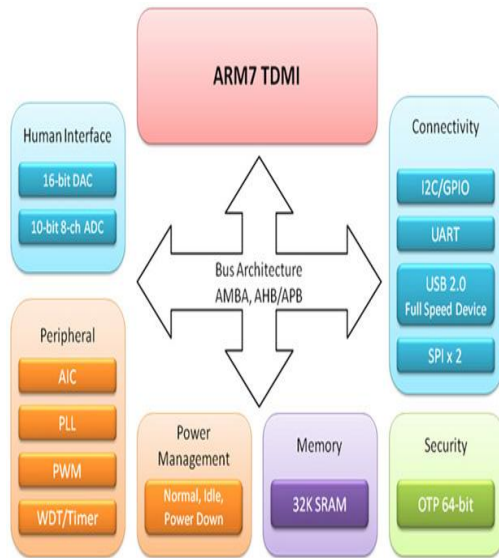 ARM7 TDMI
Human Interface
16-bit DAC
10-bit 8-ch ADC
Connectivity
I2C/GPIO
UART
USB 2.0
Full Speed Device
SPI x 2
Bus Architecture
AMBA, AHB/APB
Peripheral
AIC
PLL
PWM
WDT/Timer
Power
Management
Normal, Idle,
Power Down
Memory
32K SRAM
Security
OTP 64-bit